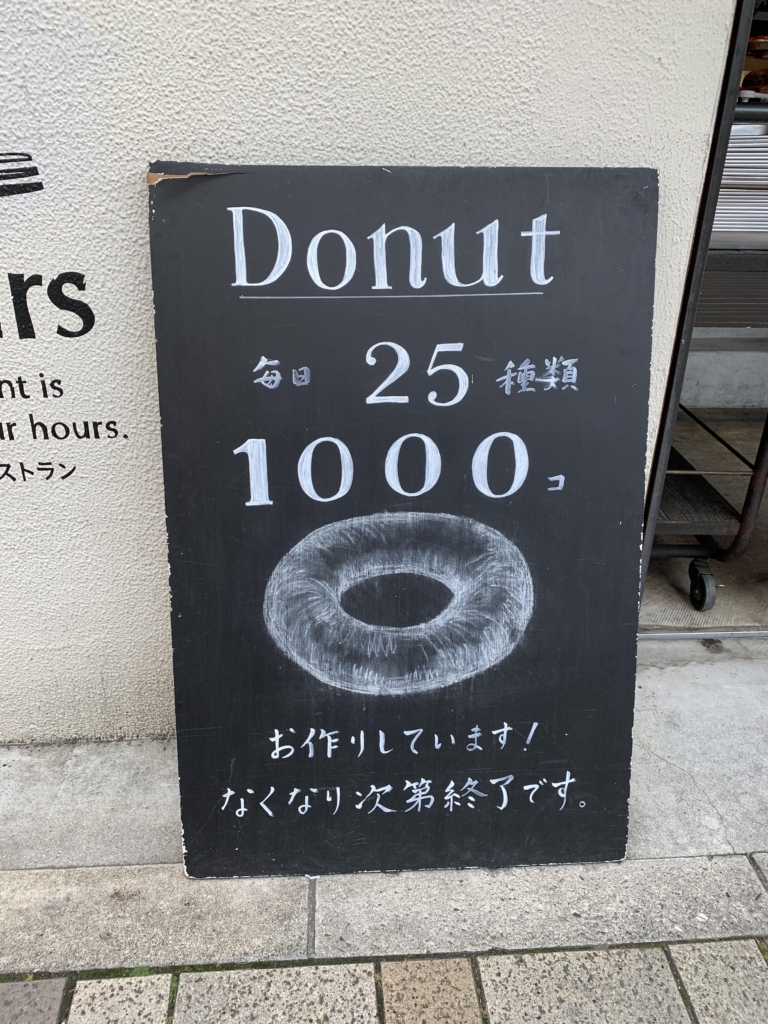 Donut
毎日 25 種類
1000コ
お作りしています!
なくなり次第終了です。
urs
nt is
ur hours.
ストラン